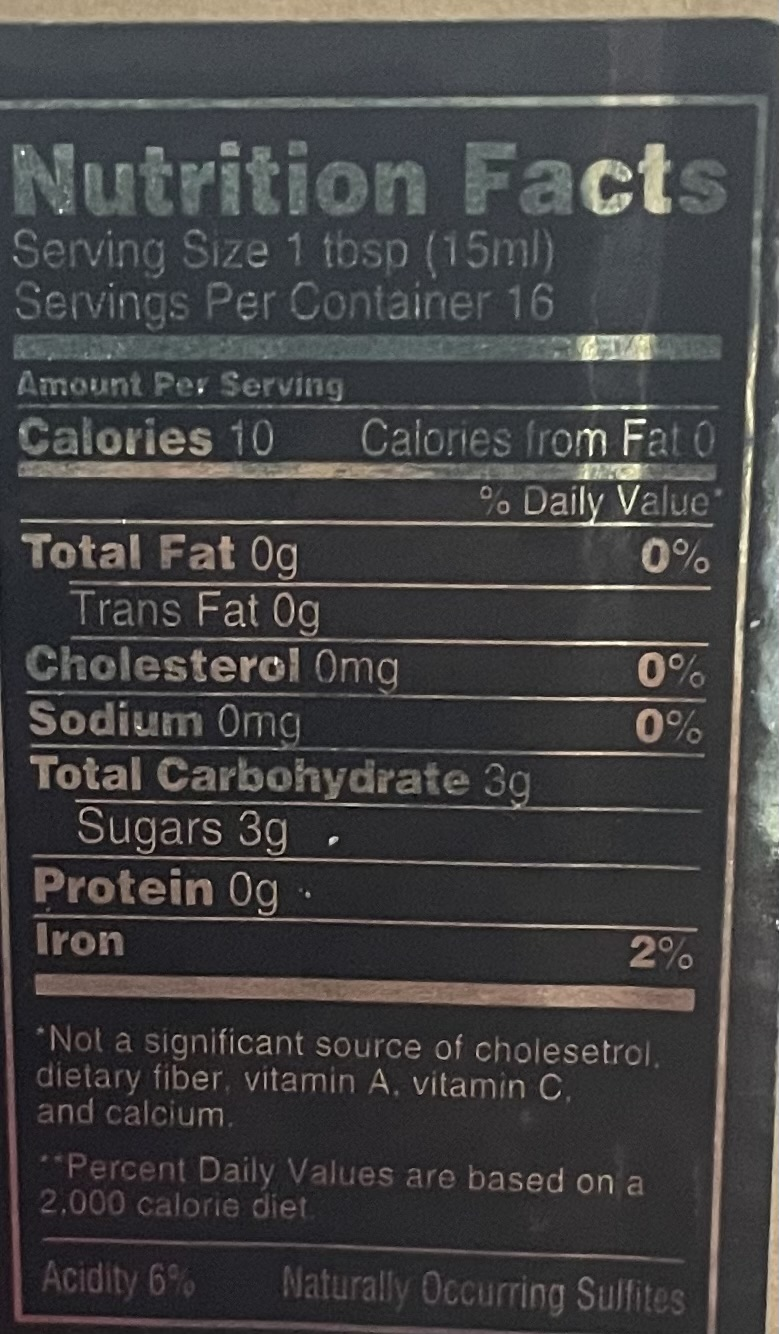 Nutrition Facts
Serving Size 1 tbsp (15ml)
Servings Per Container 16
Amount Per Serving
Calories 10 Calories from Fat 0
% Daily Value*
Total Fat 0g 0%
Trans Fat 0g
Cholesterol 0mg 0%
Sodium 0mg 0%
Total Carbohydrate 3g
Sugars 3g
Protein 0g
Iron 2%
*Not a significant source of cholesetrol,
dietary fiber, vitamin A, vitamin C,
and calcium.
**Percent Daily Values are based on a
2,000 calorie diet.
Acidity 6% Naturally Occurring Sulfites